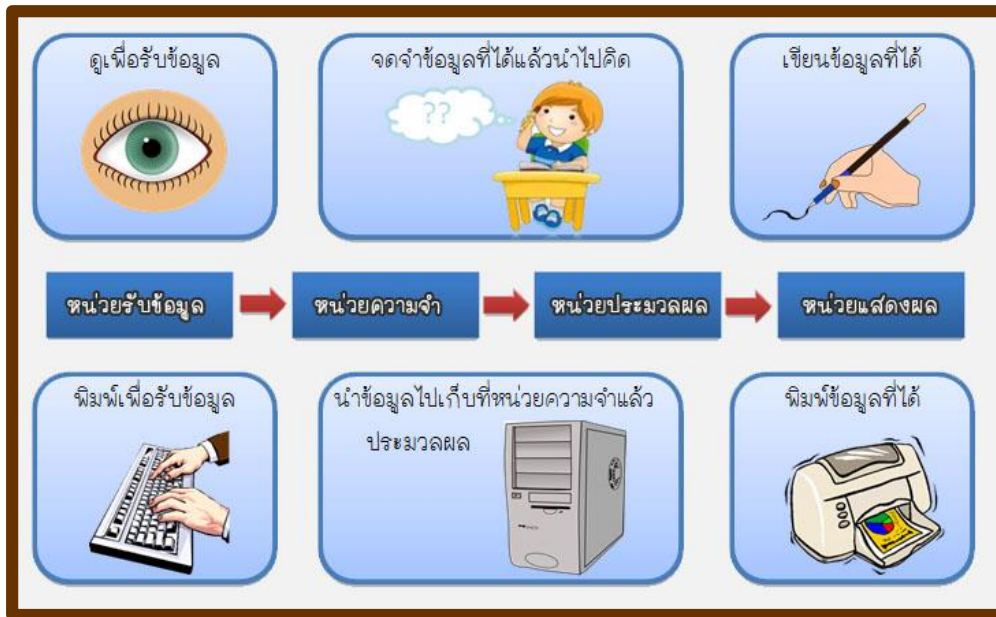 ดูเพื่อรับข้อมูล
จดจำข้อมูลที่ได้แล้วนำไปคิด
??
เขียนข้อมูลที่ได้
หน่วยรับข้อมูล
หน่วยความจำ
หน่วยประมวลผล
หน่วยแสดงผล
พิมพ์เพื่อรับข้อมูล
นำข้อมูลไปเก็บที่หน่วยความจำแล้ว
ประมวลผล
พิมพ์ข้อมูลที่ได้